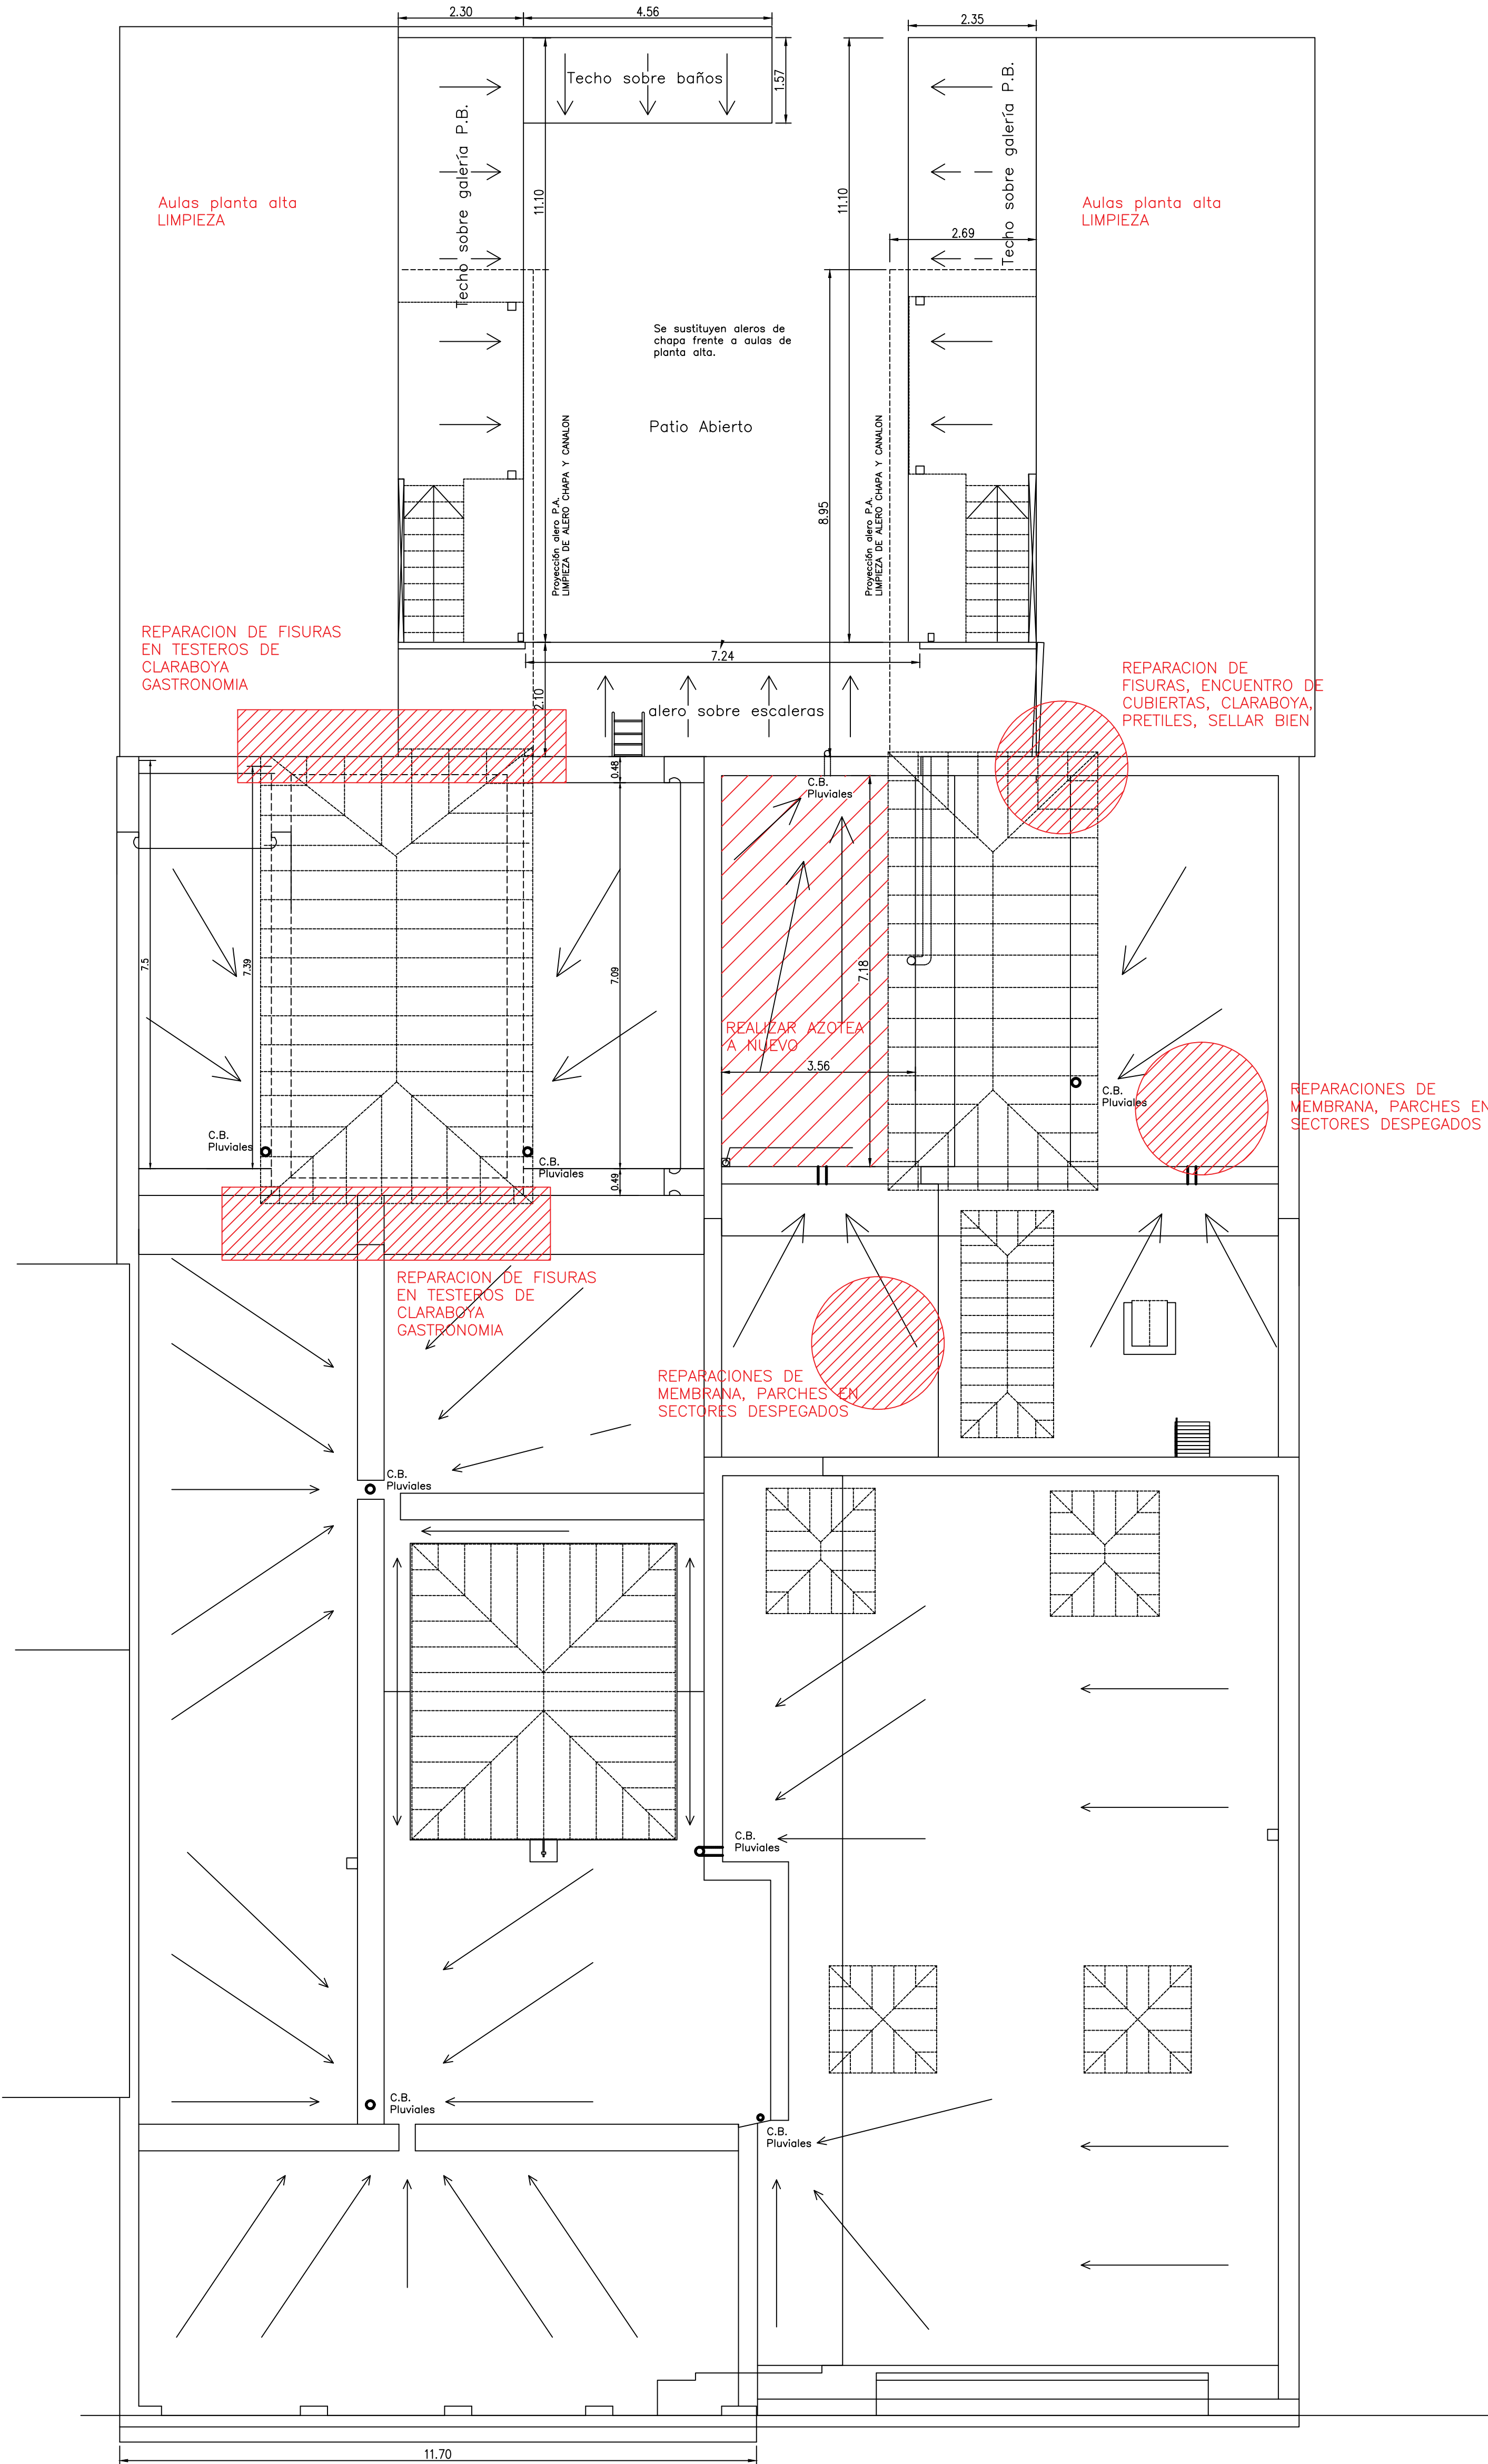 2.30
4.56
2.35
Techo sobre baños
1.57
Techo sobre galería P.B.
Techo sobre galería P.B.
11.10
11.10
Aulas planta alta
LIMPIEZA
Aulas planta alta
LIMPIEZA
2.69
Se sustituyen aleros de
chapa frente a aulas de
planta alta.
Patio Abierto
Proyección alero P.A.
LIMPIEZA DE ALERO CHAPA Y CANALON
Proyección alero P.A.
LIMPIEZA DE ALERO CHAPA Y CANALON
8.95
REPARACION DE FISURAS
EN TESTEROS DE
CLARABOYA
GASTRONOMIA
7.24
2.10
alero sobre escaleras
REPARACION DE
FISURAS, ENCUENTRO DE
CUBIERTAS, CLARABOYA,
PRETILES, SELLAR BIEN
0.48
C.B.
Pluviales
7.5
7.39
7.09
7.18
REALIZAR AZOTEA
A NUEVO
3.56
C.B.
Pluviales
REPARACIONES DE
MEMBRANA, PARCHES EN
SECTORES DESPEGADOS
C.B.
Pluviales
C.B.
Pluviales
0.49
REPARACION DE FISURAS
EN TESTEROS DE
CLARABOYA
GASTRONOMIA
REPARACIONES DE
MEMBRANA, PARCHES EN
SECTORES DESPEGADOS
C.B.
Pluviales
C.B.
Pluviales
C.B.
Pluviales
C.B.
Pluviales
11.70